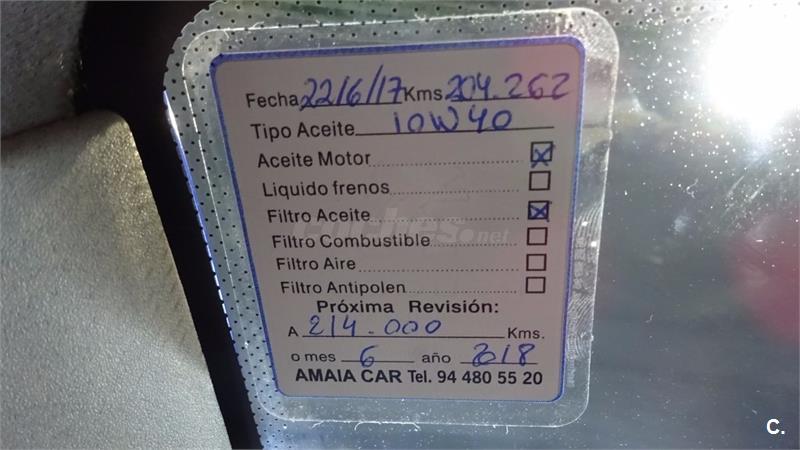 Fecha 22/6/17 Kms 204.262
Tipo Aceite 10W40
Aceite Motor
Liquido frenos
Filtro Aceite
Filtro Combustible
Filtro Aire
Filtro Antipolen
Próxima Revisión:
A 214.000 Kms.
o mes 6 año 2018
AMAIA CAR Tel. 94 480 55 20
coches.net
C.